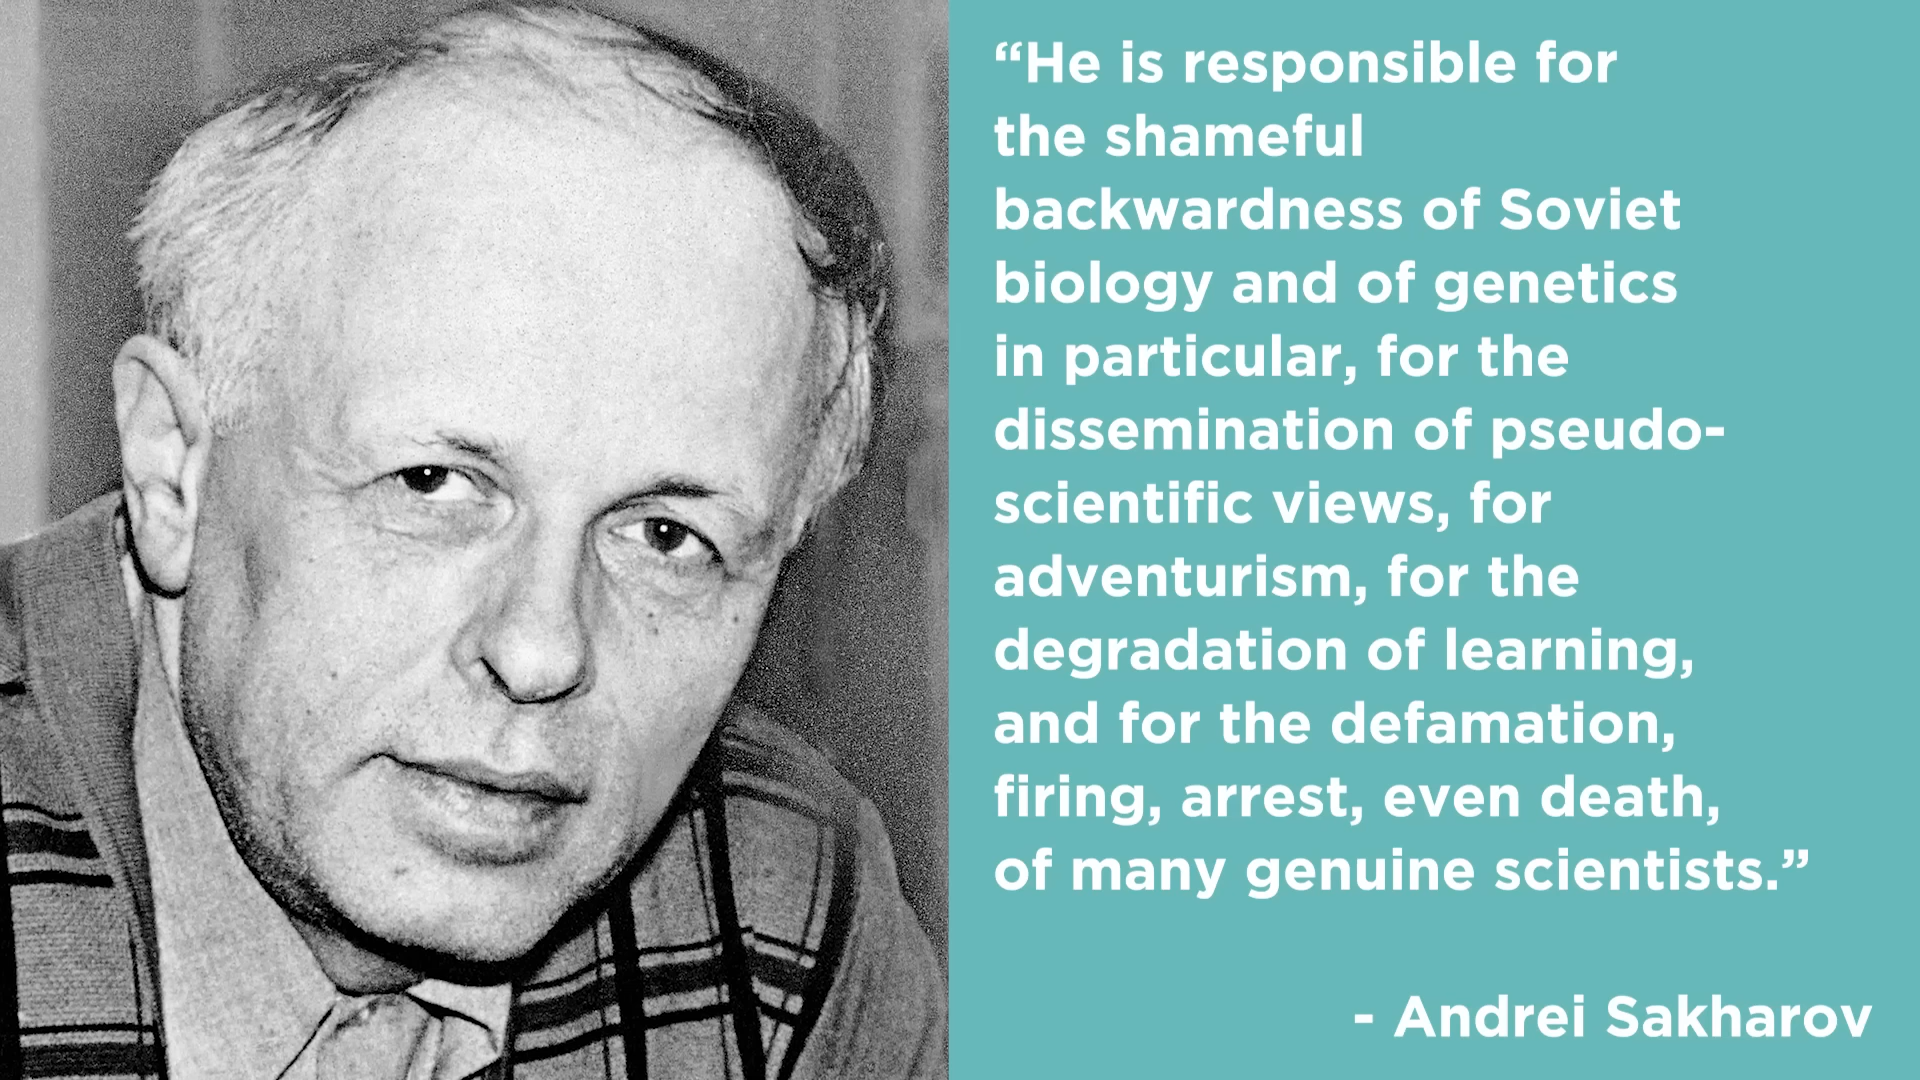 “He is responsible for
the shameful
backwardness of Soviet
biology and of genetics
in particular, for the
dissemination of pseudo-
scientific views, for
adventurism, for the
degradation of learning,
and for the defamation,
firing, arrest, even death,
of many genuine scientists.”
- Andrei Sakharov